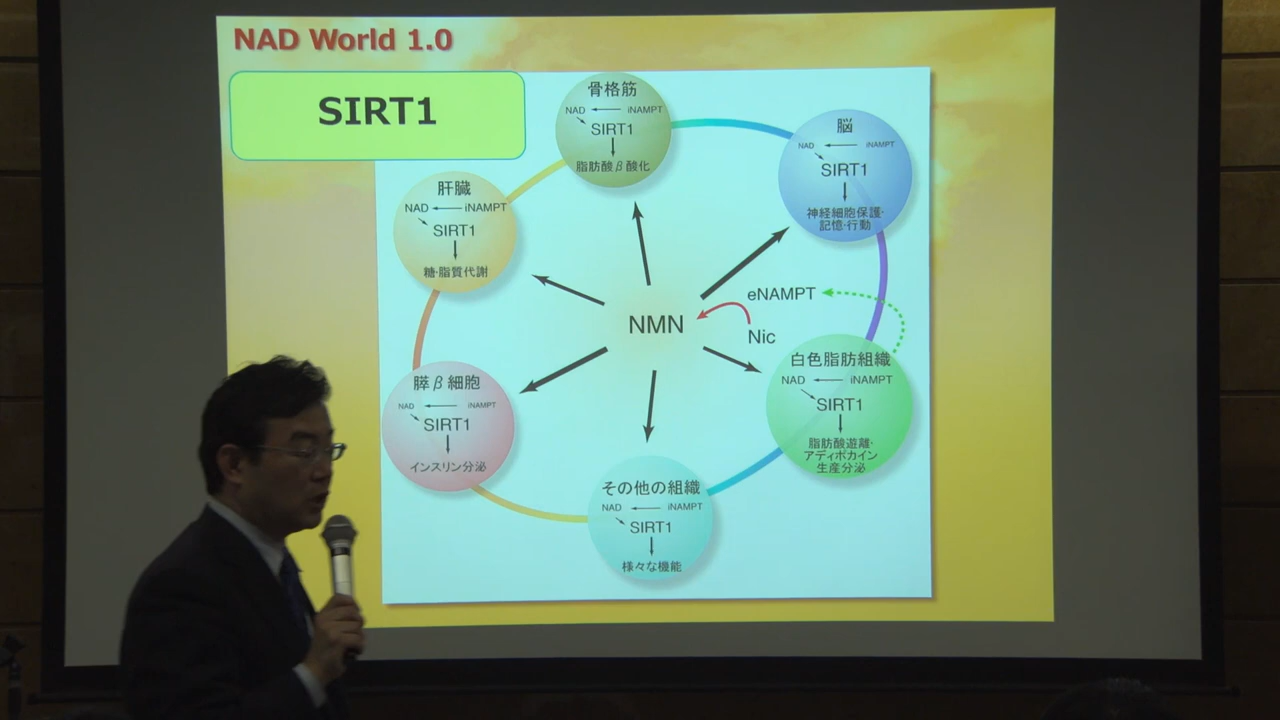 NAD World 1.0
SIRT1
骨格筋
NAD iNAMPT
SIRT1
脂肪酸β酸化
脳
NAD iNAMPT
SIRT1
神経細胞保護・
記憶・行動
肝臓
NAD iNAMPT
SIRT1
糖・脂質代謝
NMN
eNAMPT
Nic
白色脂肪組織
NAD iNAMPT
SIRT1
脂肪酸遊離・
アディポカイン
生産分泌
膵β細胞
NAD iNAMPT
SIRT1
インスリン分泌
その他の組織
NAD iNAMPT
SIRT1
様々な機能